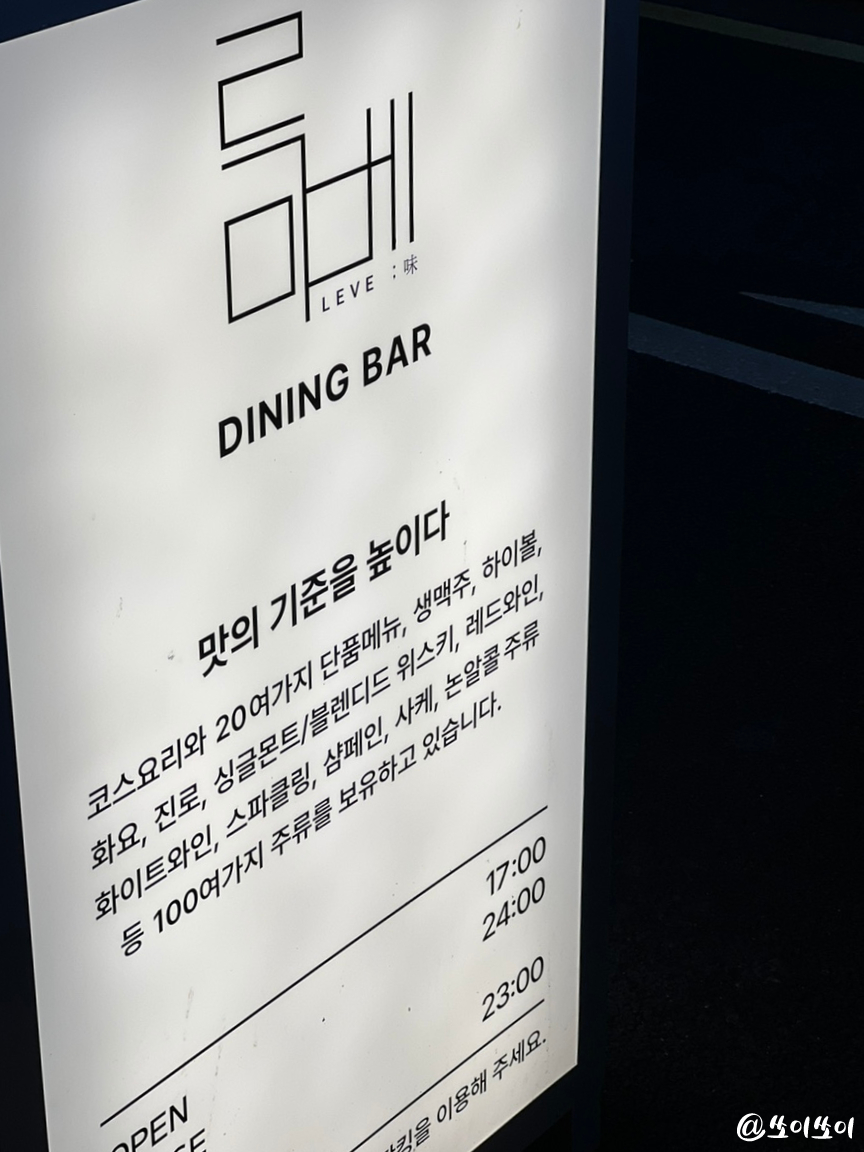 LEVE ;味
DINING BAR
맛의 기준을 높이다
코스요리와 20여가지 단품메뉴, 생맥주, 하이볼,
화요, 진로, 싱글몬트/블렌디드 위스키, 레드와인,
화이트와인, 스파클링, 샴페인, 사케, 논알콜 주류
등 100여가지 주류를 보유하고 있습니다.
OPEN 17:00
24:00
23:00
이용해 주세요.
@쏘이쏘이